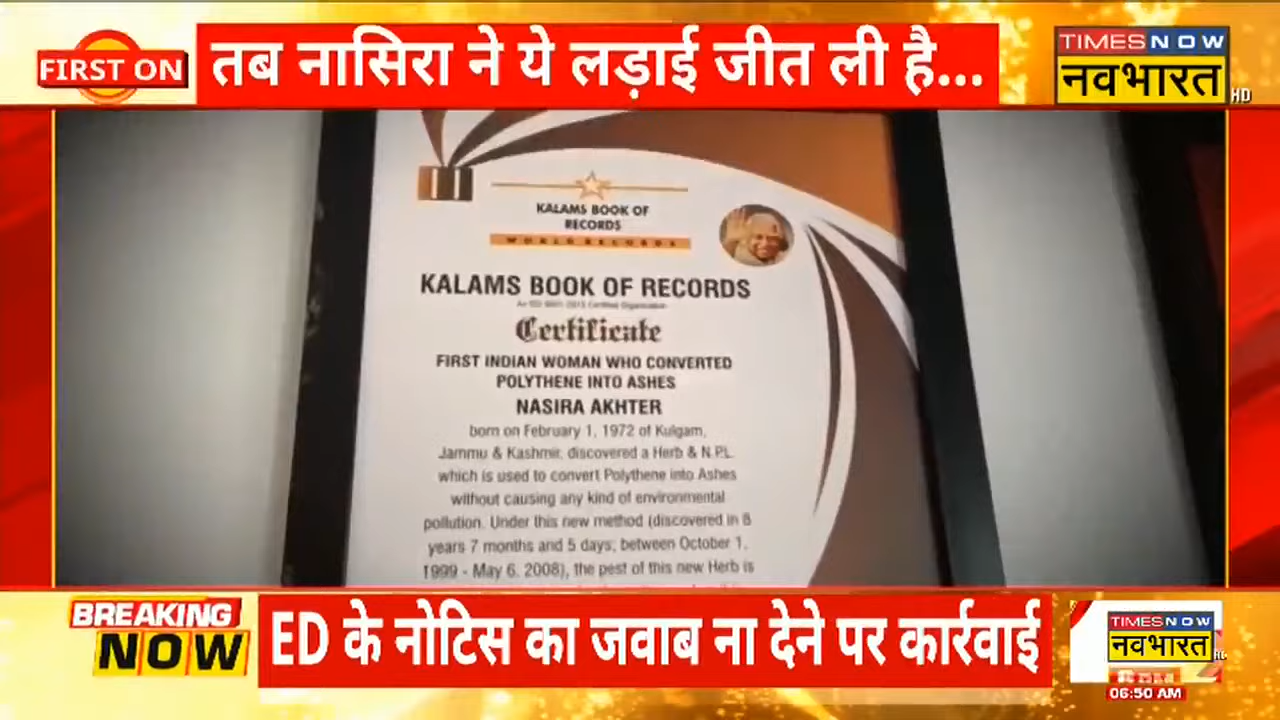 FIRST ON
तब नासिरा ने ये लड़ाई जीत ली है...
TIMES NOW
नवभारत
HD
KALAMS BOOK OF
RECORDS
WORLD RECORDS
KALAMS BOOK OF RECORDS
Certificate
FIRST INDIAN WOMAN WHO CONVERTED
POLYTHENE INTO ASHES
NASIRA AKHTER
born on February 1, 1972 of Kulgam,
Jammu & Kashmir, discovered a Herb & N.P.L
which is used to convert Polythene into Ashes
without causing any kind of environmental
pollution. Under this new method (discovered in 8
years 7 months and 5 days, between October 1,
1999 - May 6, 2008), the pest of this new Herb is
BREAKING
NOW
ED के नोटिस का जवाब ना देने पर कार्रवाई
TIMES NOW
नवभारत
06:50 AM